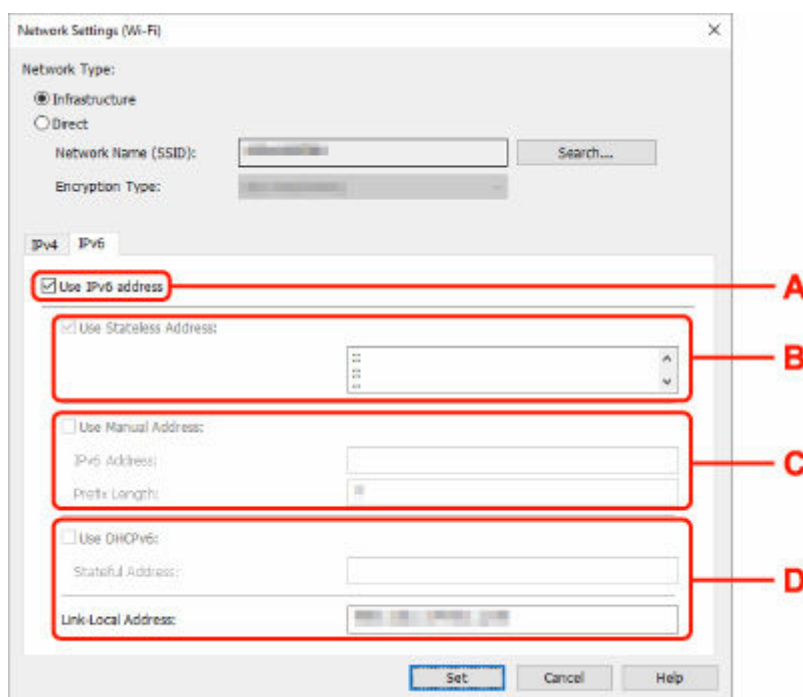 Network Settings (Wi-Fi)
Network Type:
Infrastructure
Direct
Network Name (SSID):
Search...
Encryption Type:
IPv4 IPv6
Use IPv6 address
A
Use Stateless Address:
::
::
::
B
Use Manual Address:
IPv6 Address:
C
Prefix Length:
Use DHCPv6:
Stateful Address:
D
Link-Local Address:
Set Cancel Help